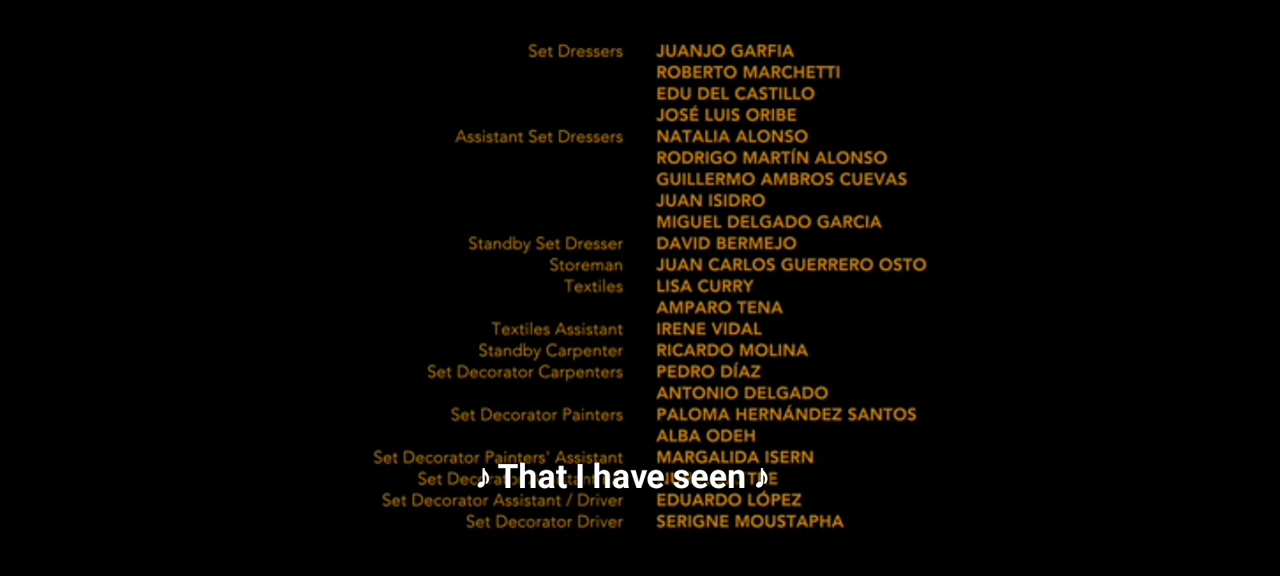 Set Dressers JUANJO GARFIA
ROBERTO MARCHETTI
EDU DEL CASTILLO
JOSÉ LUIS ORIBE
Assistant Set Dressers NATALIA ALONSO
RODRIGO MARTÍN ALONSO
GUILLERMO AMBROS CUEVAS
JUAN ISIDRO
MIGUEL DELGADO GARCIA
Standby Set Dresser DAVID BERMEJO
Storeman JUAN CARLOS GUERRERO OSTO
Textiles LISA CURRY
AMPARO TENA
Textiles Assistant IRENE VIDAL
Standby Carpenter RICARDO MOLINA
Set Decorator Carpenters PEDRO DÍAZ
ANTONIO DELGADO
Set Decorator Painters PALOMA HERNÁNDEZ SANTOS
ALBA ODEH
Set Decorator Painters' Assistant MARGALIDA ISERN
Set
♪ That I have seen ♪
Set Decorator Assistant / Driver EDUARDO LÓPEZ
Set Decorator Driver SERIGNE MOUSTAPHA